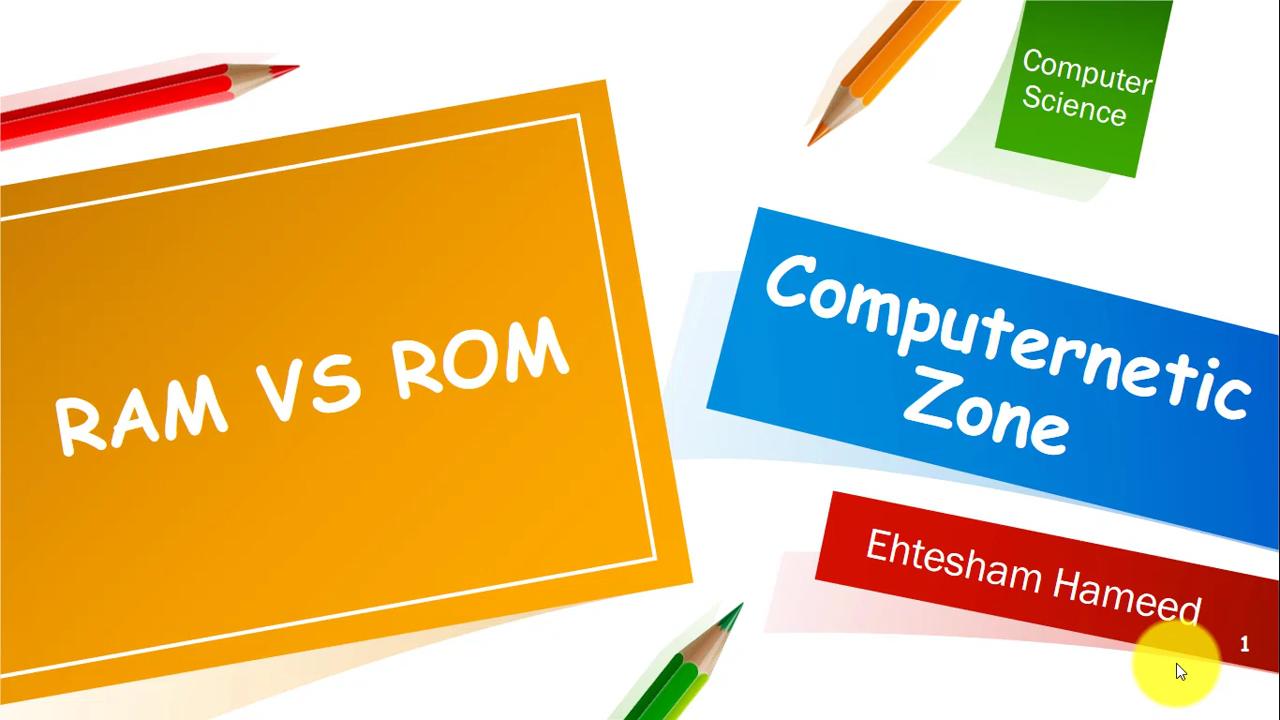 Computer
Science
RAM VS ROM
Computernetic
Zone
Ehtesham Hameed
1